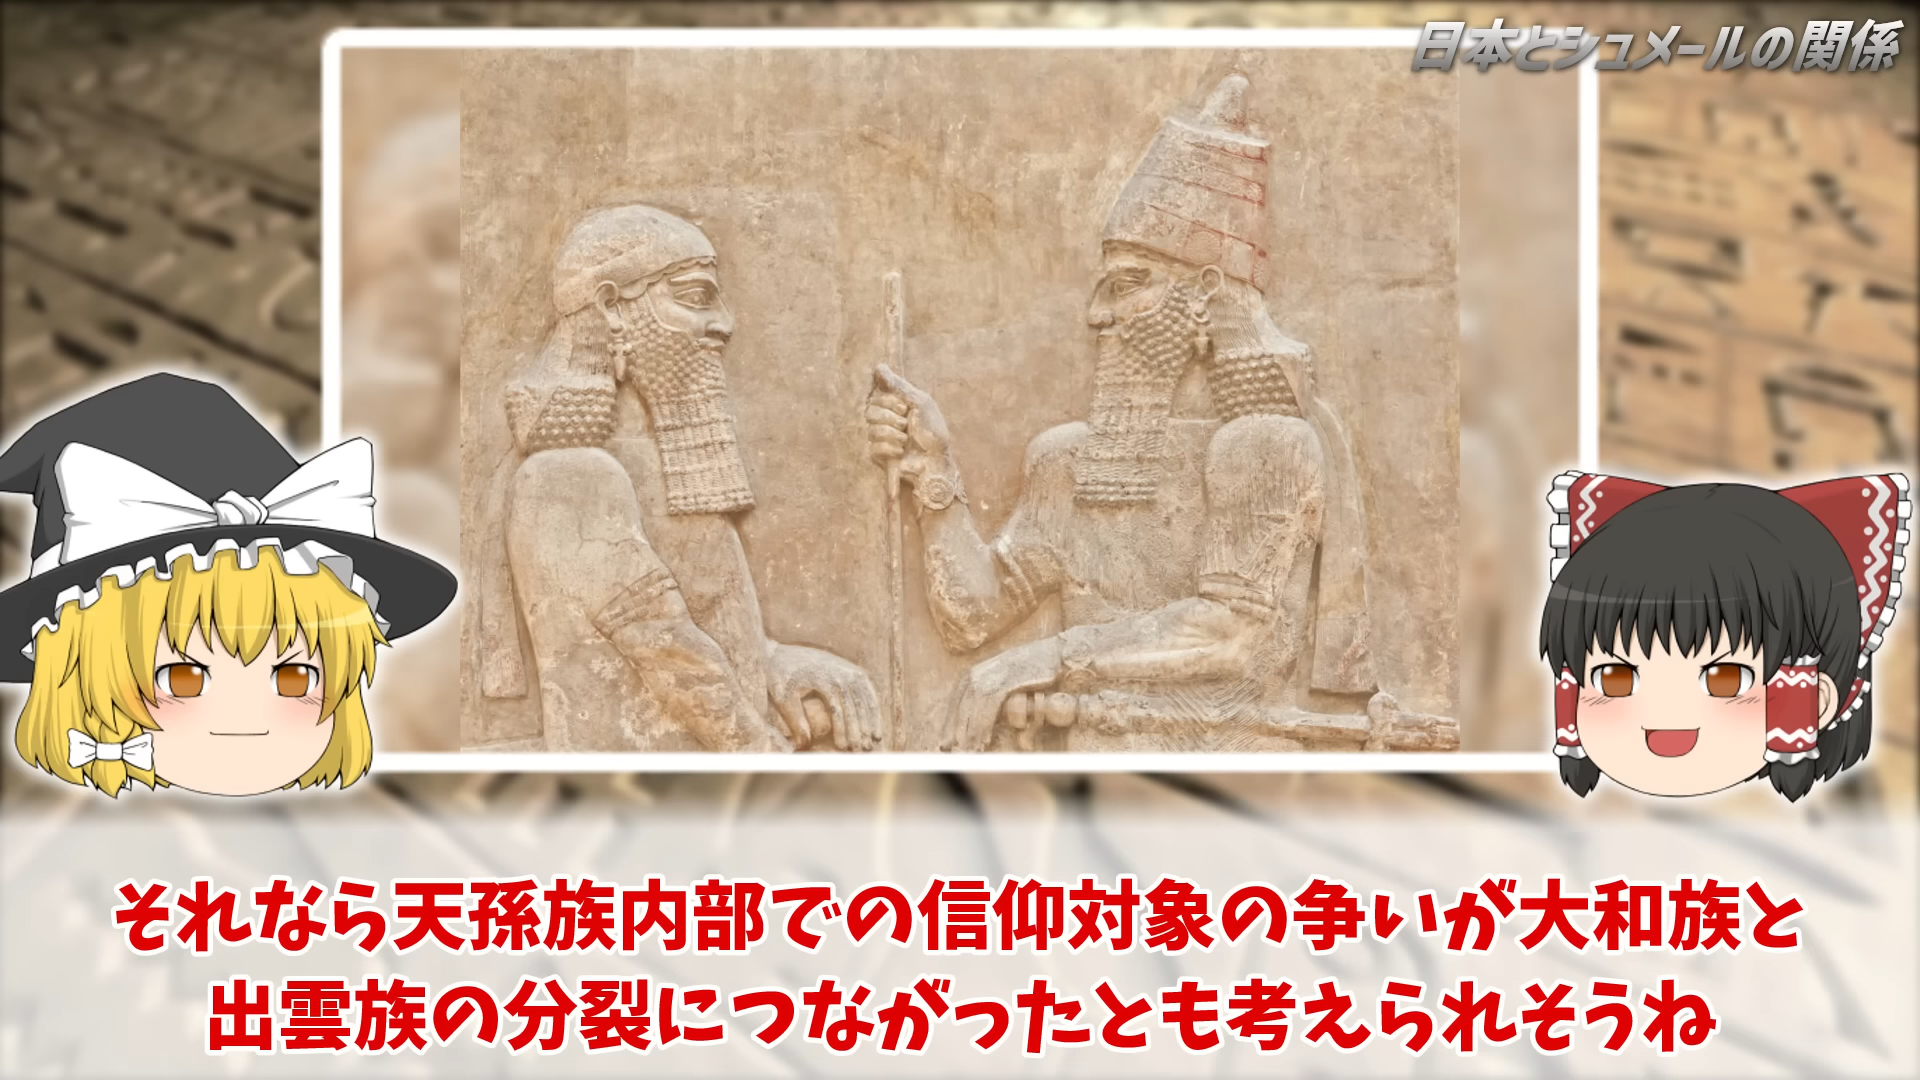 日本とシュメールの関係
それなら天孫族内部での信仰対象の争いが大和族と
出雲族の分裂につながったとも考えられそうね